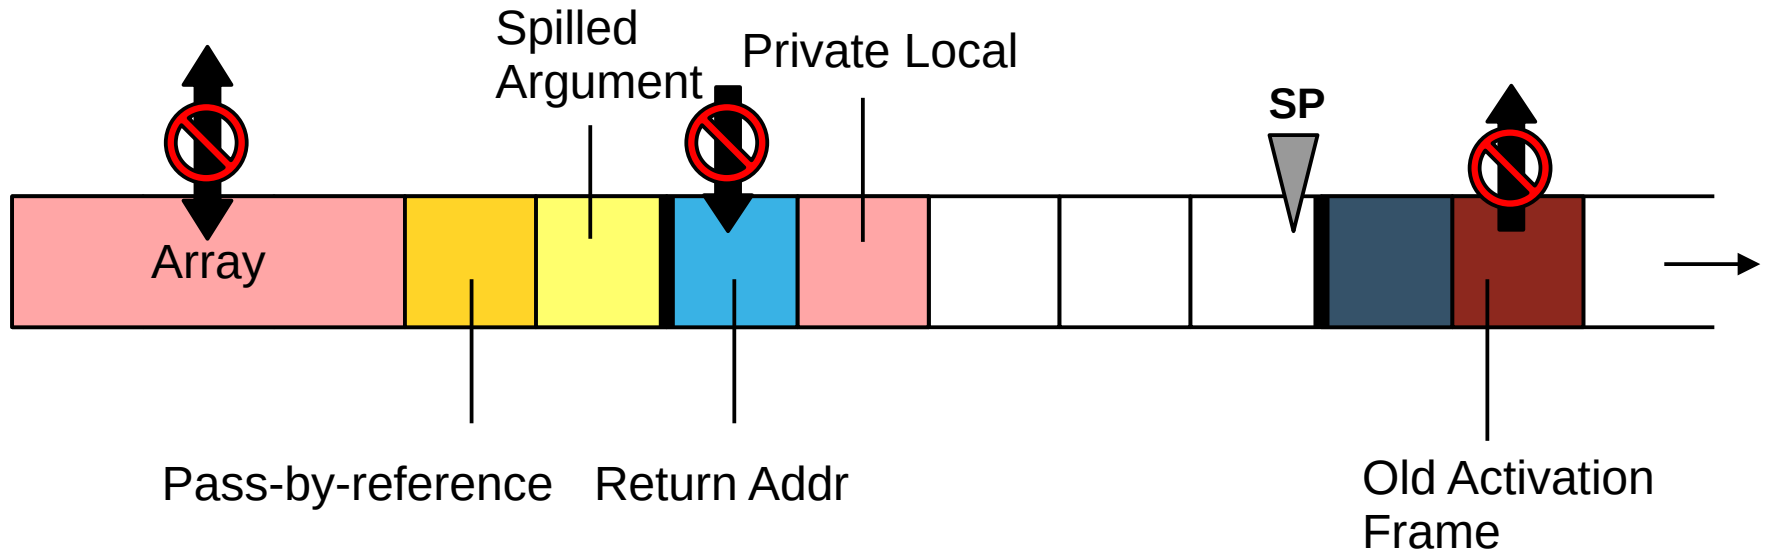 Spilled
Argument
Private Local
SP
Array
Pass-by-reference
Return Addr
Old Activation
Frame